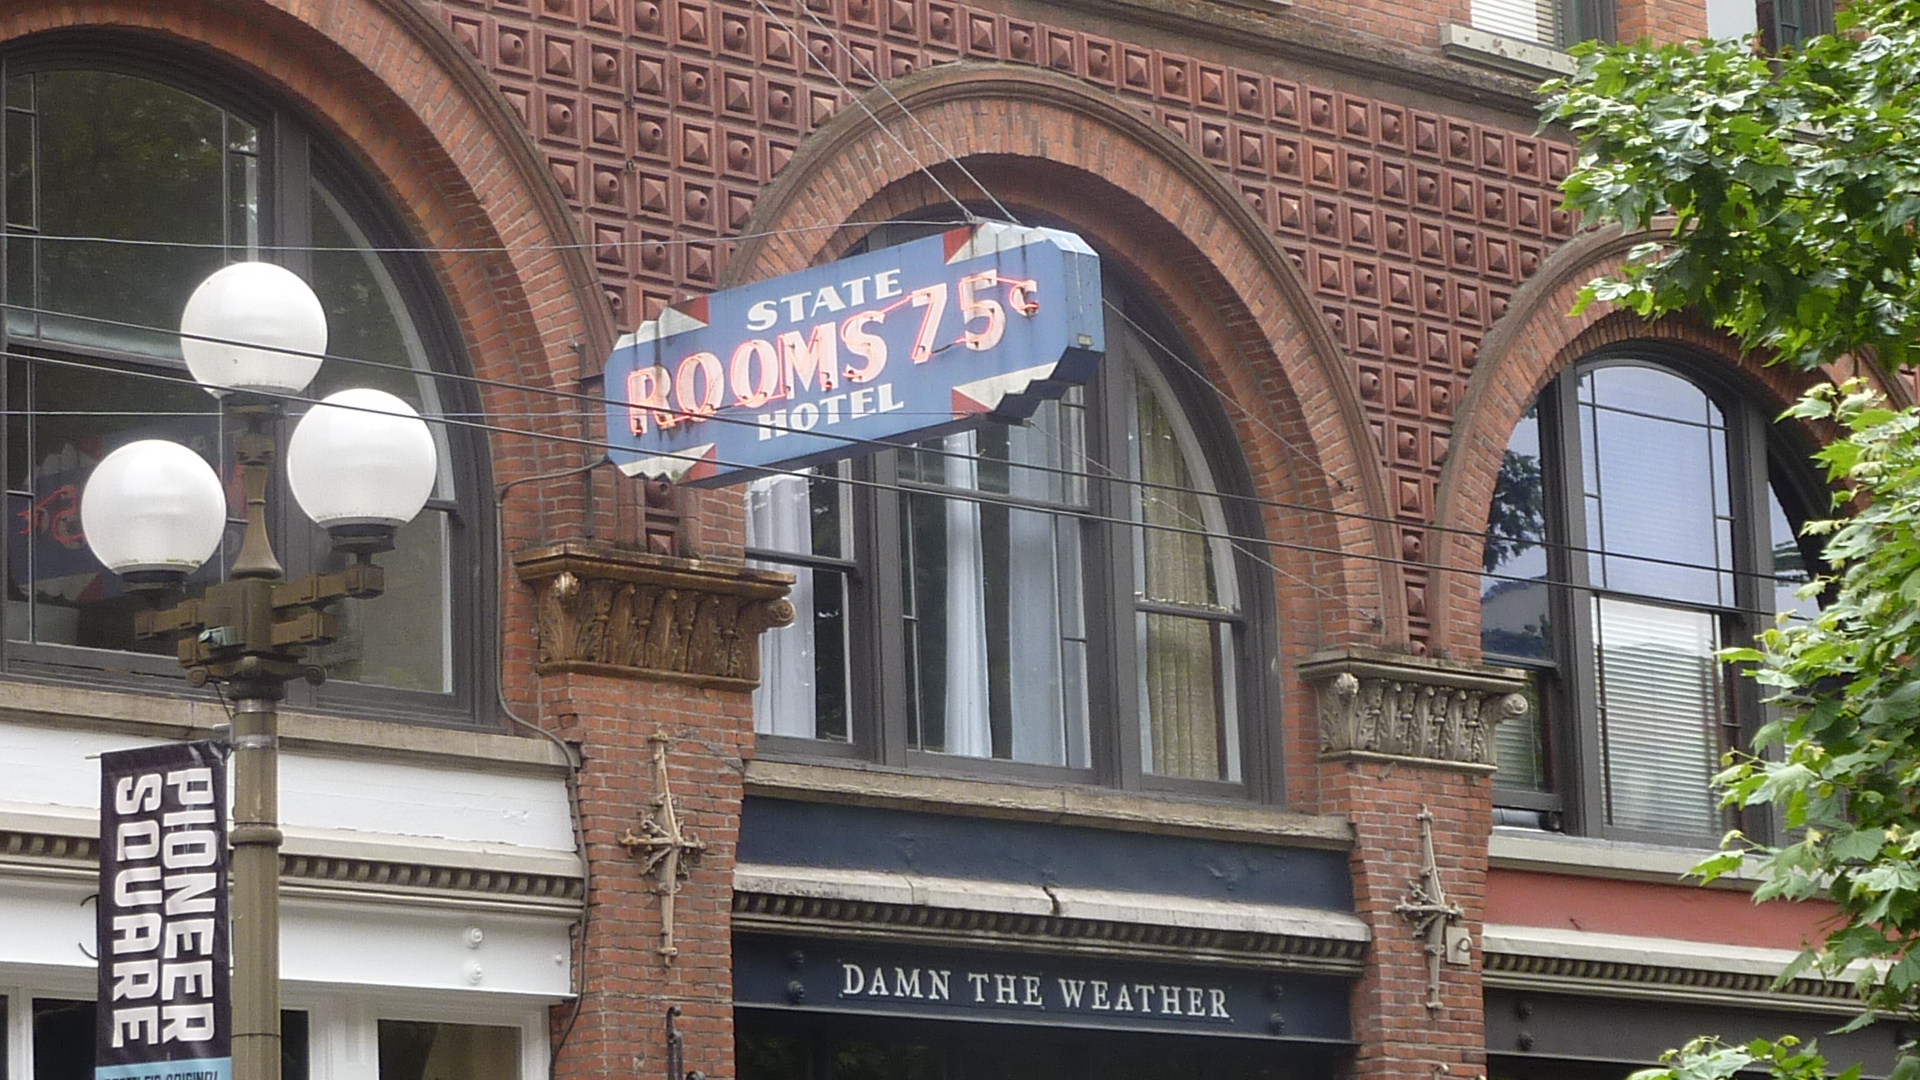 STATE
ROOMS 75¢
HOTEL
DAMN THE WEATHER
PIONEER
SQUARE